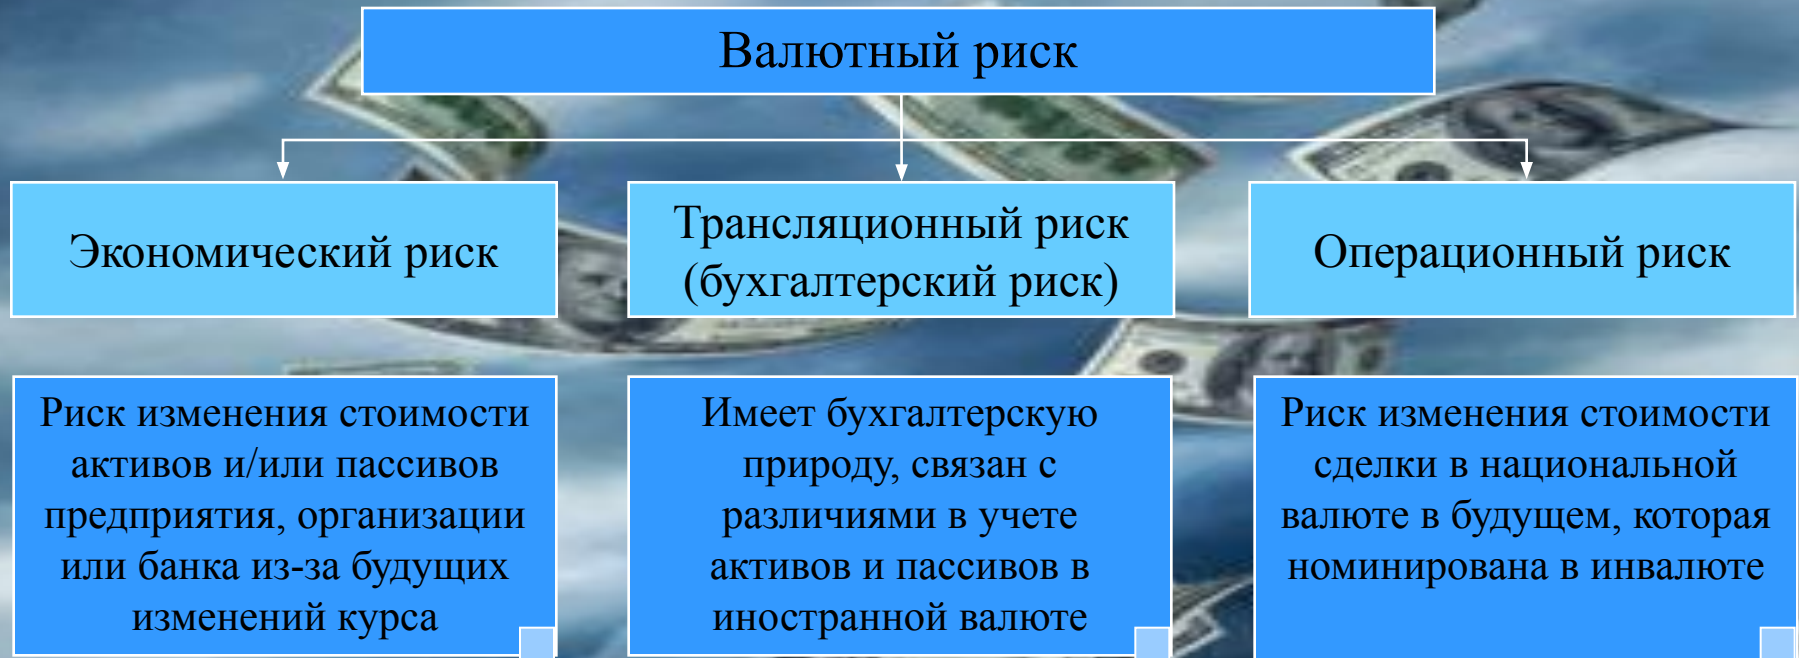 Валютный риск
Экономический риск
Трансляционный риск
(бухгалтерский риск)
Операционный риск
Риск изменения стоимости
активов и/или пассивов
предприятия, организации
или банка из-за будущих
изменений курса
Имеет бухгалтерскую
природу, связан с
различиями в учете
активов и пассивов в
иностранной валюте
Риск изменения стоимости
сделки в национальной
валюте в будущем, которая
номинирована в инвалюте